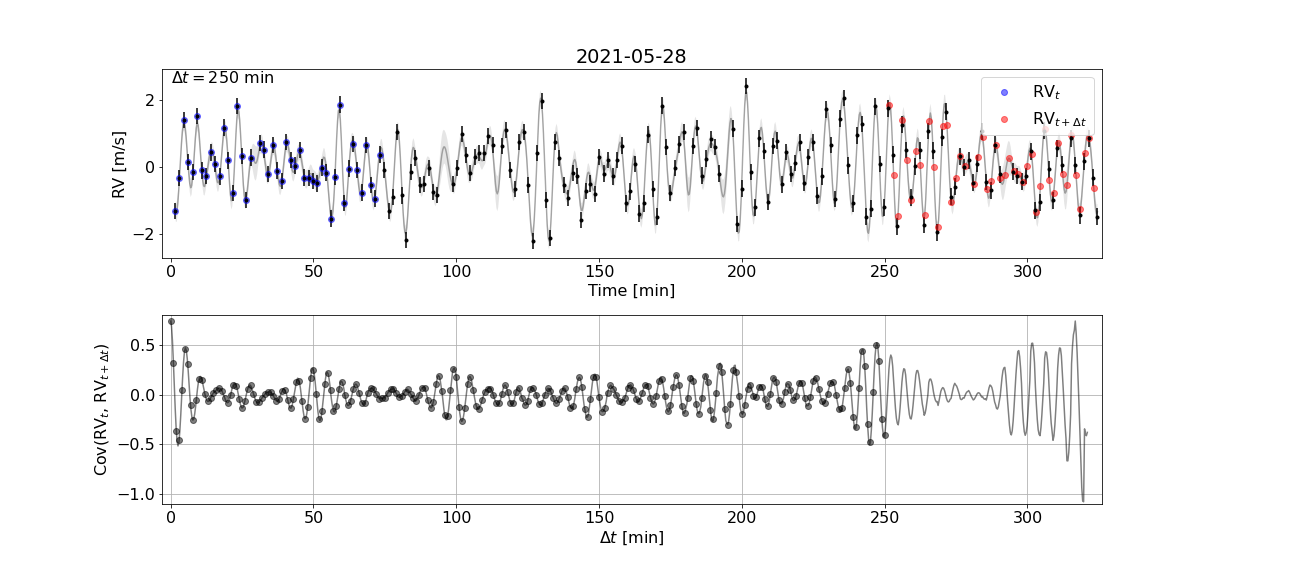 2021-05-28
Δt = 250 min
RV_t
RV_{t+Δt}
RV [m/s]
2
0
−2
0 50 100 150 200 250 300
Time [min]
Cov(RV_t, RV_{t+Δt})
0.5
0.0
−0.5
−1.0
0 50 100 150 200 250 300
Δt [min]